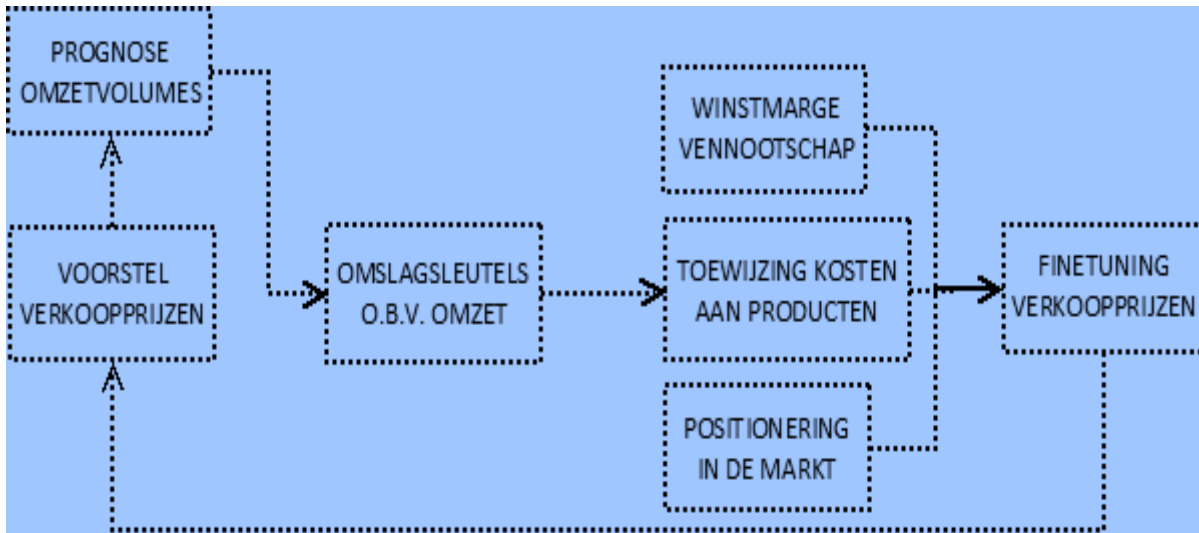 PROGNOSE
OMZETVOLUMES
WINSTMARGE
VENNOOTSCHAP
VOORSTEL
VERKOOPPRIJZEN
OMSLAGSLEUTELS
O.B.V. OMZET
TOEWIJZING KOSTEN
AAN PRODUCTEN
FINETUNING
VERKOOPPRIJZEN
POSITIONERING
IN DE MARKT